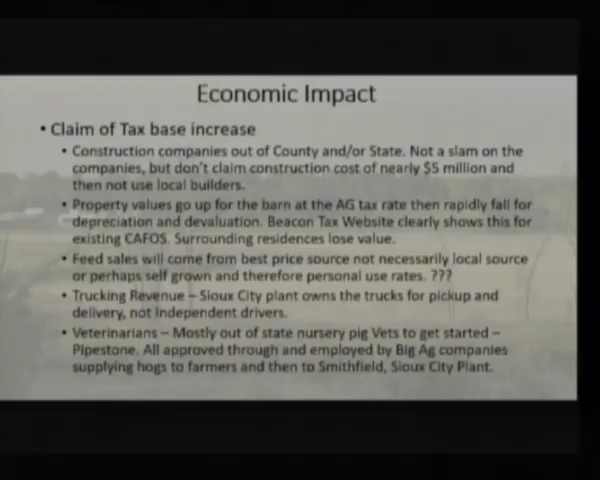 Economic Impact
• Claim of Tax base increase
• Construction companies out of County and/or State. Not a slam on the
companies, but don't claim construction cost of nearly $5 million and
then not use local builders.
• Property values go up for the barn at the AG tax rate then rapidly fall for
depreciation and devaluation. Beacon Tax Website clearly shows this for
existing CAFOS. Surrounding residences lose value.
• Feed sales will come from best price source not necessarily local source
or perhaps self grown and therefore personal use rates. ???
• Trucking Revenue – Sioux City plant owns the trucks for pickup and
delivery, not Independent drivers.
• Veterinarians – Mostly out of state nursery pig Vets to get started –
Pipestone. All approved through and employed by Big Ag companies
supplying hogs to farmers and then to Smithfield, Sioux City Plant.